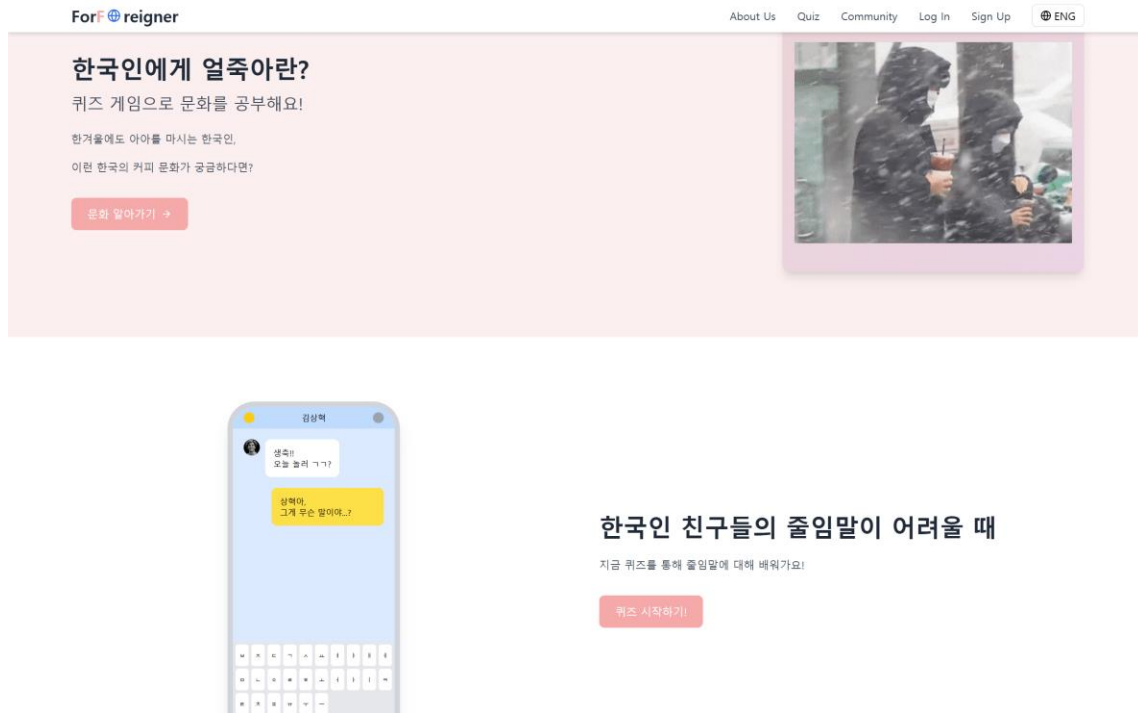 ForF reigner
About Us Quiz Community Log In Sign Up ENG
한국인에게 얼죽아란?
퀴즈 게임으로 문화를 공부해요!
한겨울에도 아아를 마시는 한국인,
이런 한국의 커피 문화가 궁금하다면?
문화 알아가기 →
김상혁
생축!!
오늘 놀러 ㄱㄱ?
상혁아,
그게 무슨 말이야...?
한국인 친구들의 줄임말이 어려울 때
지금 퀴즈를 통해 줄임말에 대해 배워가요!
퀴즈 시작하기!